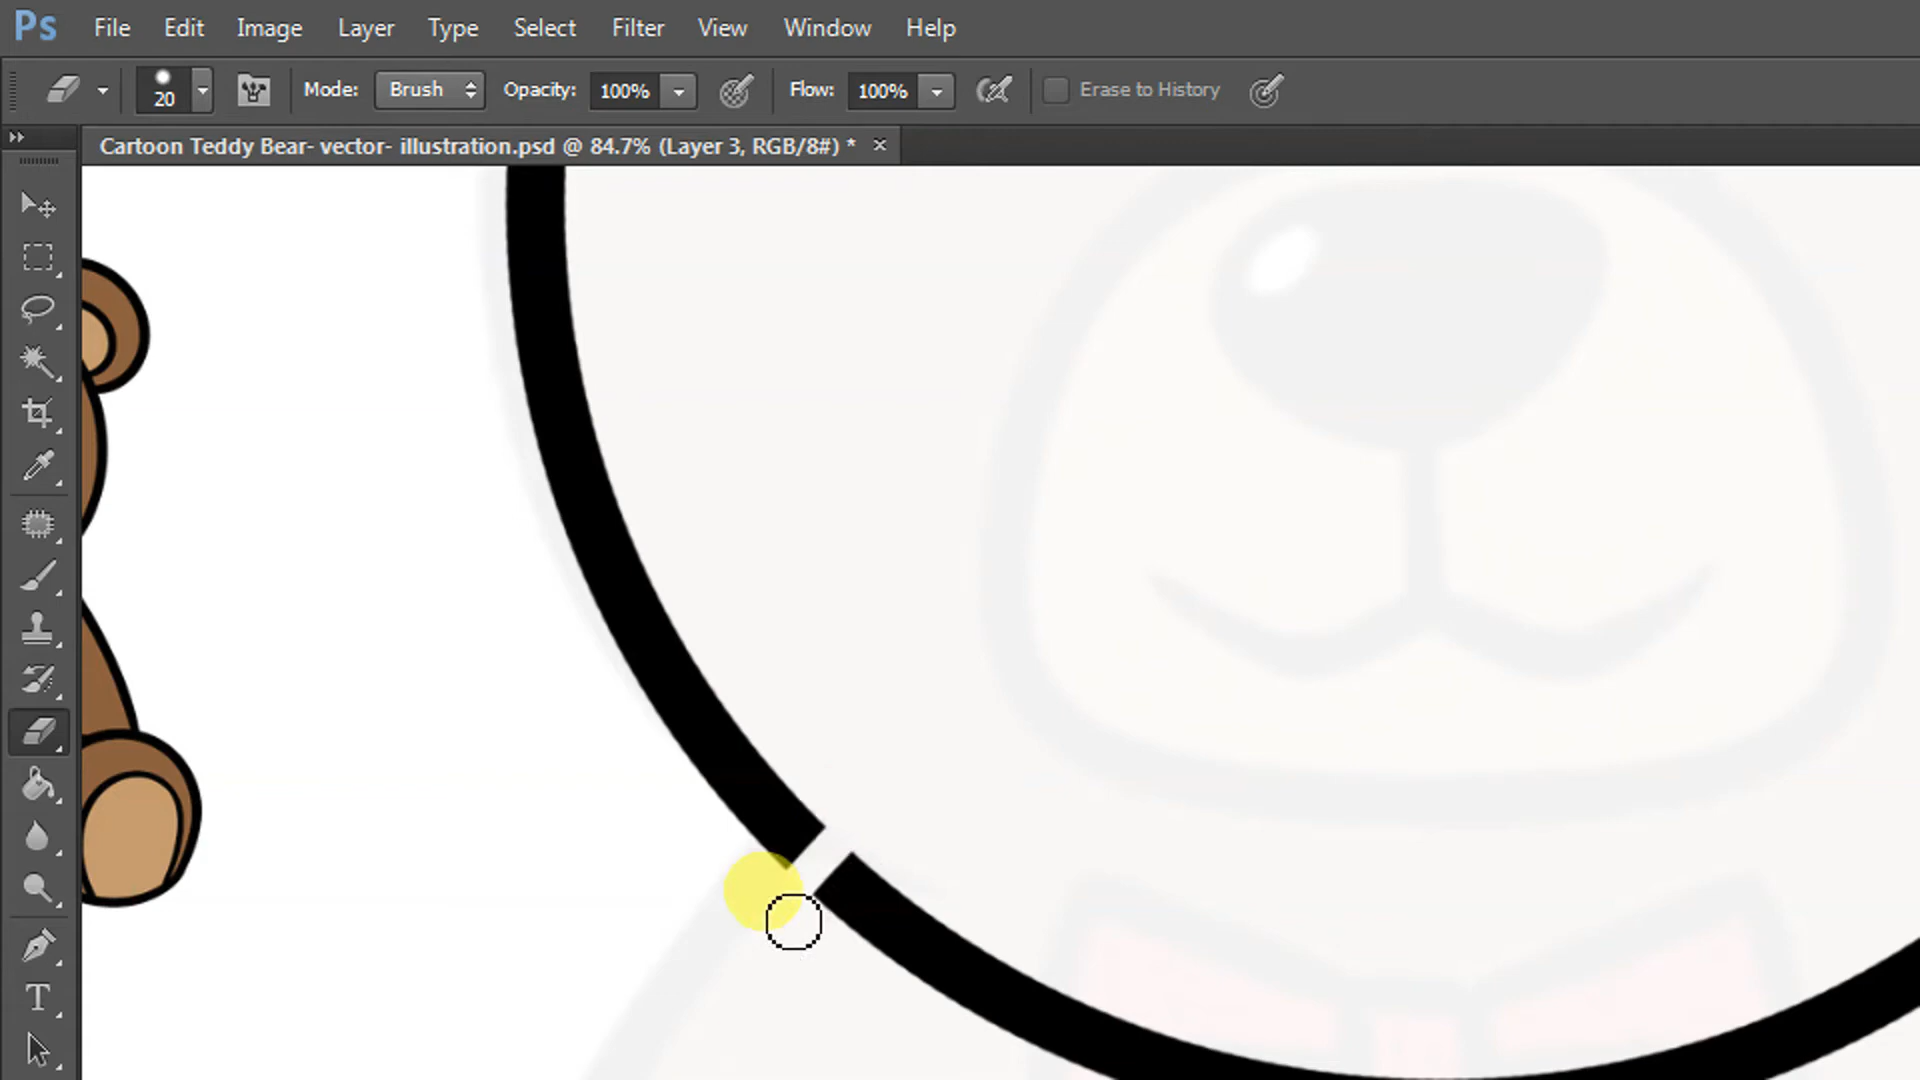 Ps File Edit Image Layer Type Select Filter View Window Help
20 Mode: Brush Opacity: 100% Flow: 100% Erase to History
Cartoon Teddy Bear- vector- illustration.psd @ 84.7% (Layer 3, RGB/8#) * ×
T